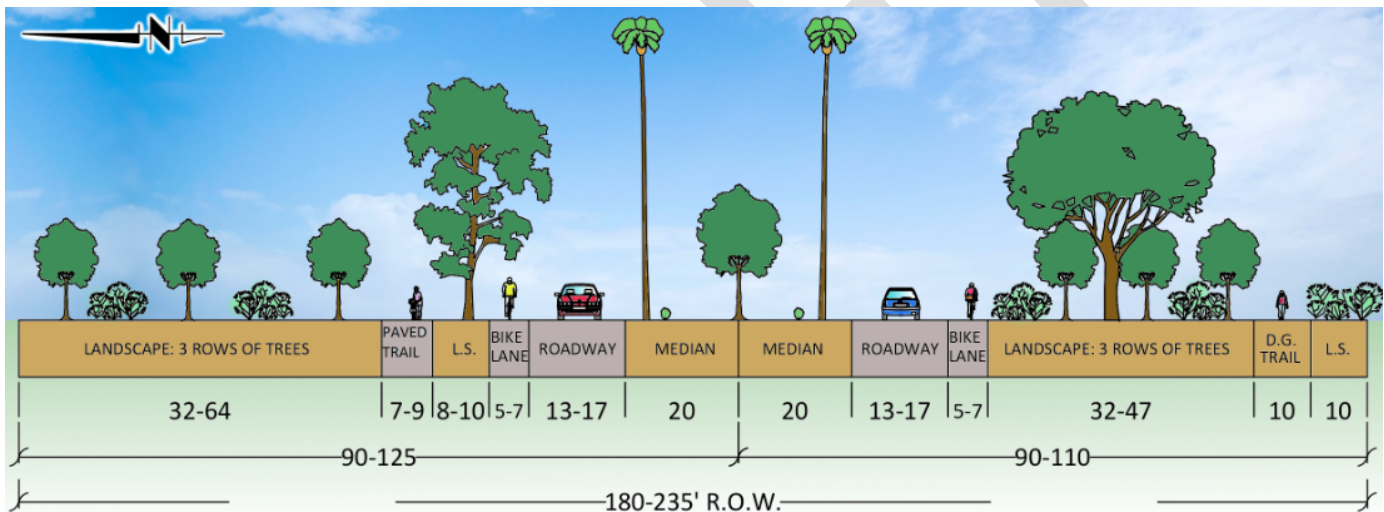 N
LANDSCAPE: 3 ROWS OF TREES
PAVED
TRAIL
L.S.
BIKE
LANE
ROADWAY
MEDIAN
MEDIAN
ROADWAY
BIKE
LANE
LANDSCAPE: 3 ROWS OF TREES
D.G.
TRAIL
L.S.
32-64
7-9
8-10
5-7
13-17
20
20
13-17
5-7
32-47
10
10
90-125
90-110
180-235' R.O.W.